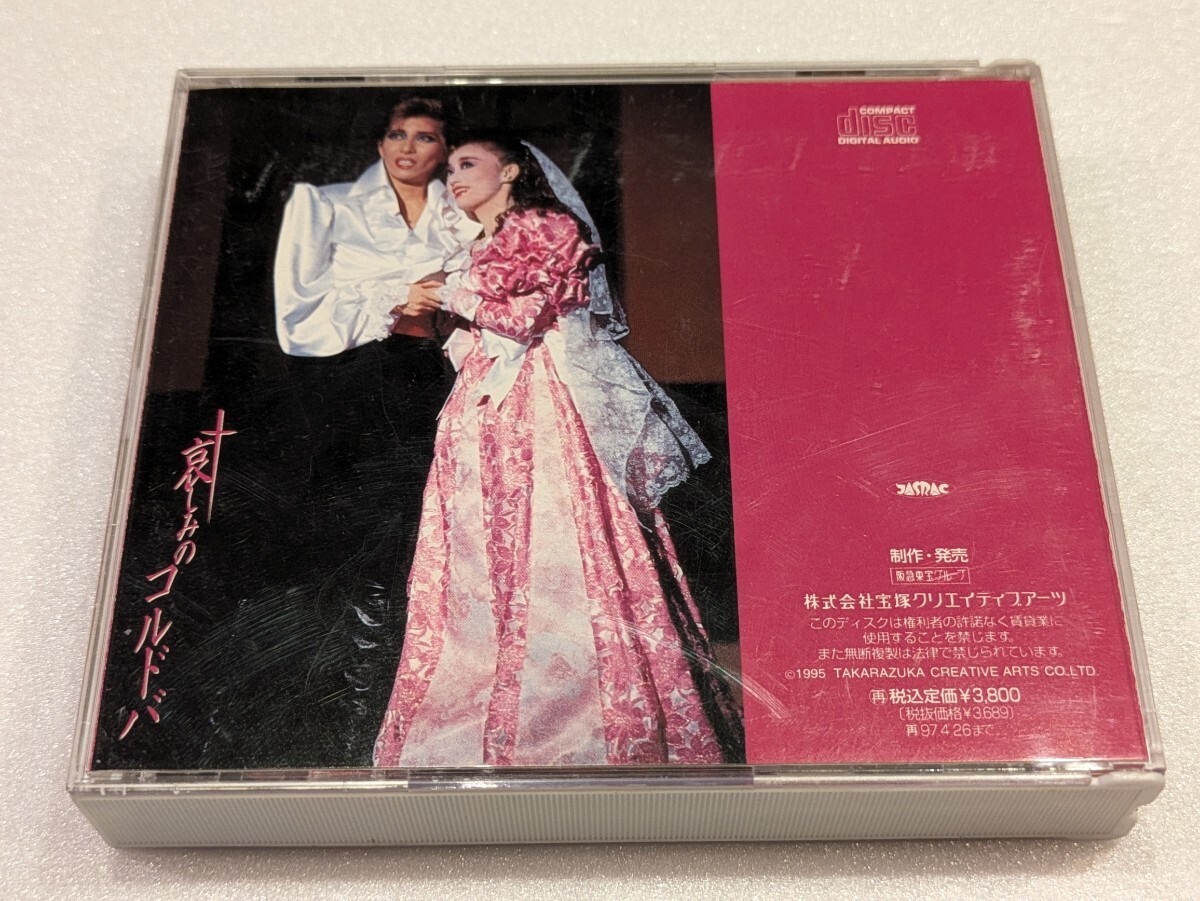 哀しみのコルドバ
COMPACT
disc
DIGITAL AUDIO
JASRAC
制作・発売
阪急東宝グループ
株式会社宝塚クリエイティブアーツ
このディスクは権利者の許諾なく賃貸業に
使用することを禁じます。
また無断複製は法律で禁じられています。
©1995 TAKARAZUKA CREATIVE ARTS CO.LTD.
再 税込定価¥3,800
〔税抜価格¥3,689〕
再97 4 26まで